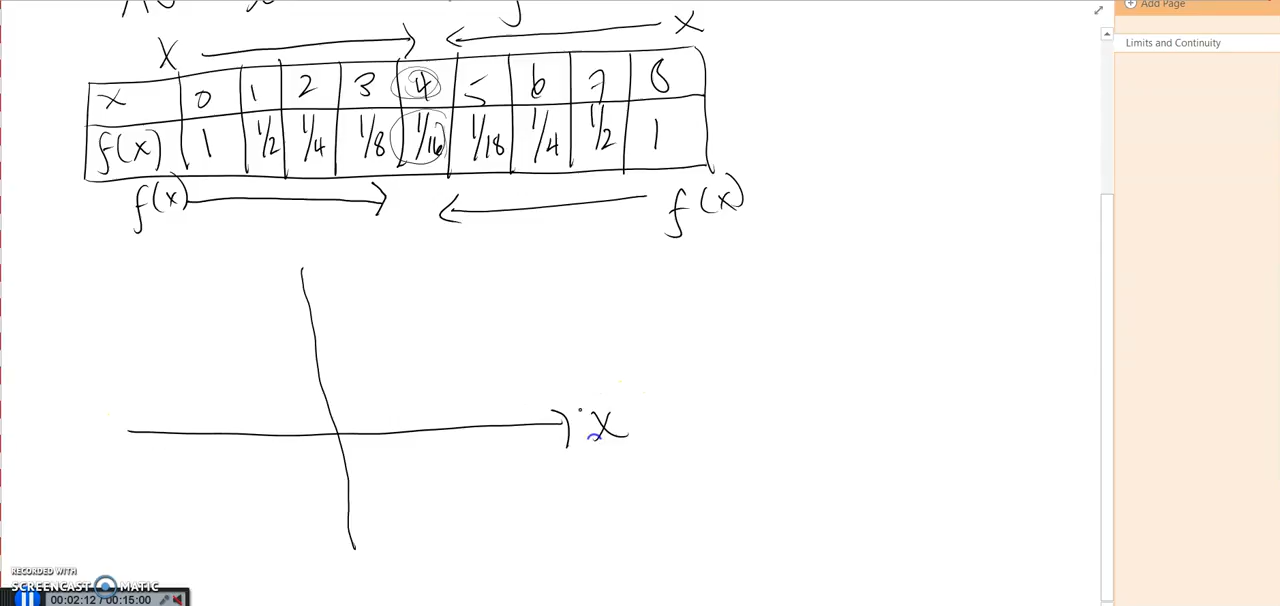 Add Page
Limits and Continuity
X x
x 0 1 2 3 4 5 6 7 8
f(x) 1 1/2 1/4 1/8 1/16 1/18 1/4 1/2 1
f(x) f(x)
X
RECORDED WITH
SCREENCAST MATIC
00:02:12 / 00:15:00